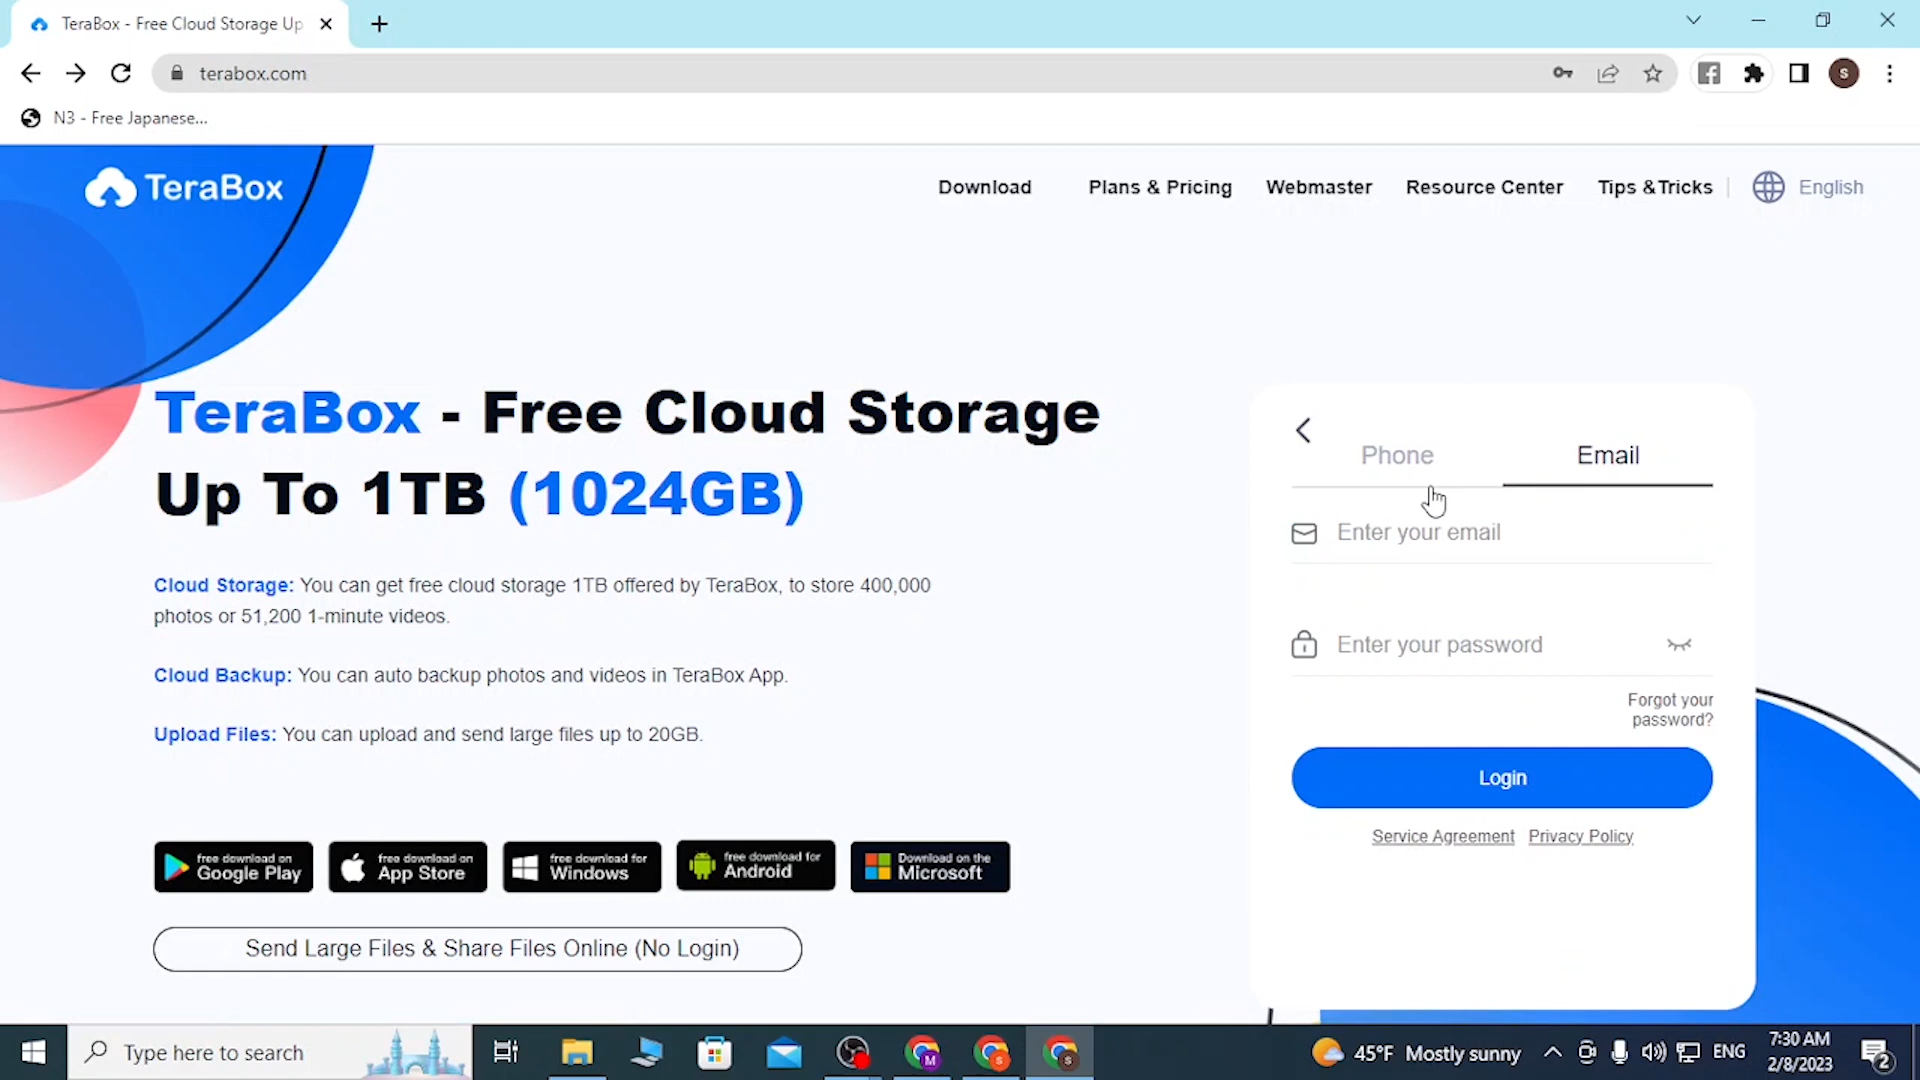 TeraBox - Free Cloud Storage Up
terabox.com
S
N3 - Free Japanese...
TeraBox
Download
Plans & Pricing
Webmaster
Resource Center
Tips &Tricks
English
TeraBox - Free Cloud Storage
Up To 1TB (1024GB)
Cloud Storage: You can get free cloud storage 1TB offered by TeraBox, to store 400,000
photos or 51,200 1-minute videos.
Cloud Backup: You can auto backup photos and videos in TeraBox App.
Upload Files: You can upload and send large files up to 20GB.
free download on
Google Play
free download on
App Store
free download for
Windows
free download for
Android
Download on the
Microsoft
Send Large Files & Share Files Online (No Login)
Phone
Email
Enter your email
Enter your password
Forgot your
password?
Login
Service Agreement Privacy Policy
Type here to search
M
S
S
45°F Mostly sunny
ENG
7:30 AM
2/8/2023
2